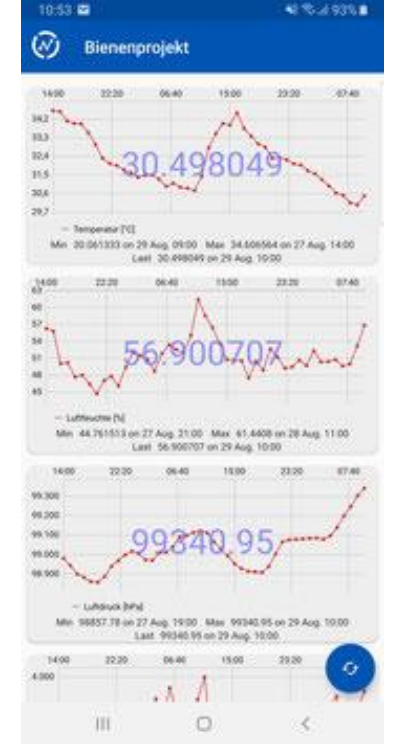 10:53 93%
Bienenprojekt
14:00 22:20 06:40 15:00 23:20 07:40
34,2
33,3
32,4
31,5
30,6
29,7
30.498049
Temperatur [°C]
Min 30.061333 on 29 Aug. 09:00 Max 34.606564 on 27 Aug. 14:00
Last 30.498049 on 29 Aug. 10:00
14:00 22:20 06:40 15:00 23:20 07:40
63
60
57
54
51
48
45
56.900707
Luftfeuchte [%]
Min 44.761513 on 27 Aug. 21:00 Max 61.4408 on 28 Aug. 11:00
Last 56.900707 on 29 Aug. 10:00
14:00 22:20 06:40 15:00 23:20 07:40
99.300
99.200
99.100
99.000
98.900
99340.95
Luftdruck [hPa]
Min 98857.78 on 27 Aug. 19:00 Max 99340.95 on 29 Aug. 10:00
Last 99340.95 on 29 Aug. 10:00
14:00 22:20 06:40 15:00 23:20
4.000